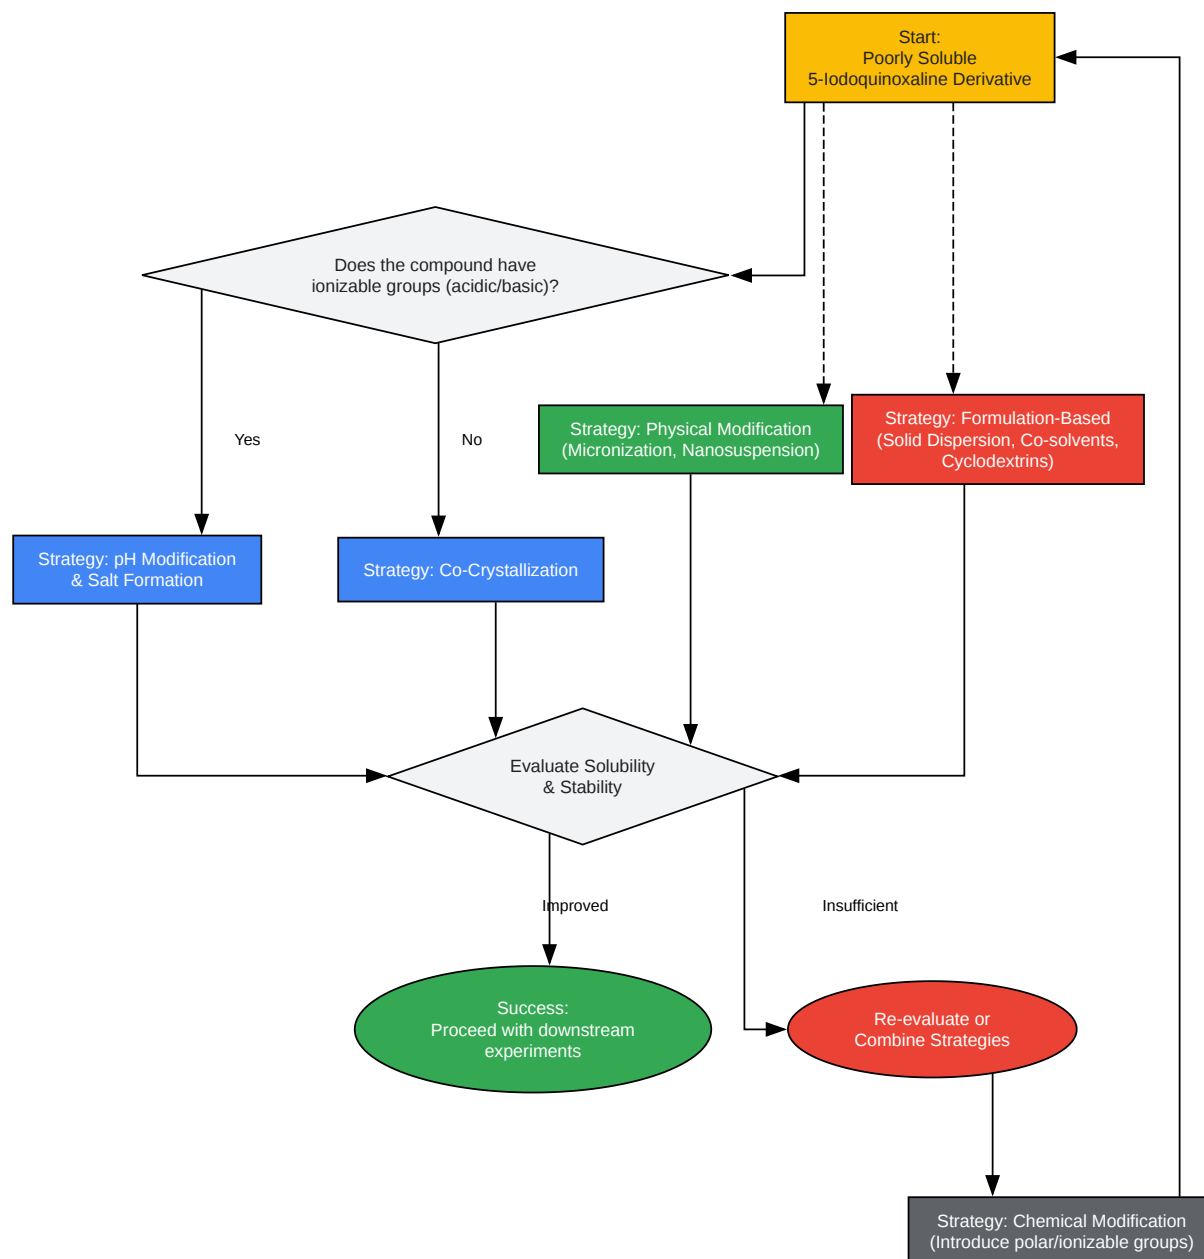 Start:
Poorly Soluble
5-Iodoquinoxaline Derivative
Does the compound have
ionizable groups (acidic/basic)?
Yes
No
Strategy: Physical Modification
(Micronization, Nanosuspension)
Strategy: Formulation-Based
(Solid Dispersion, Co-solvents,
Cyclodextrins)
Strategy: pH Modification
& Salt Formation
Strategy: Co-Crystallization
Evaluate Solubility
& Stability
Improved
Insufficient
Success:
Proceed with downstream
experiments
Re-evaluate or
Combine Strategies
Strategy: Chemical Modification
(Introduce polar/ionizable groups)